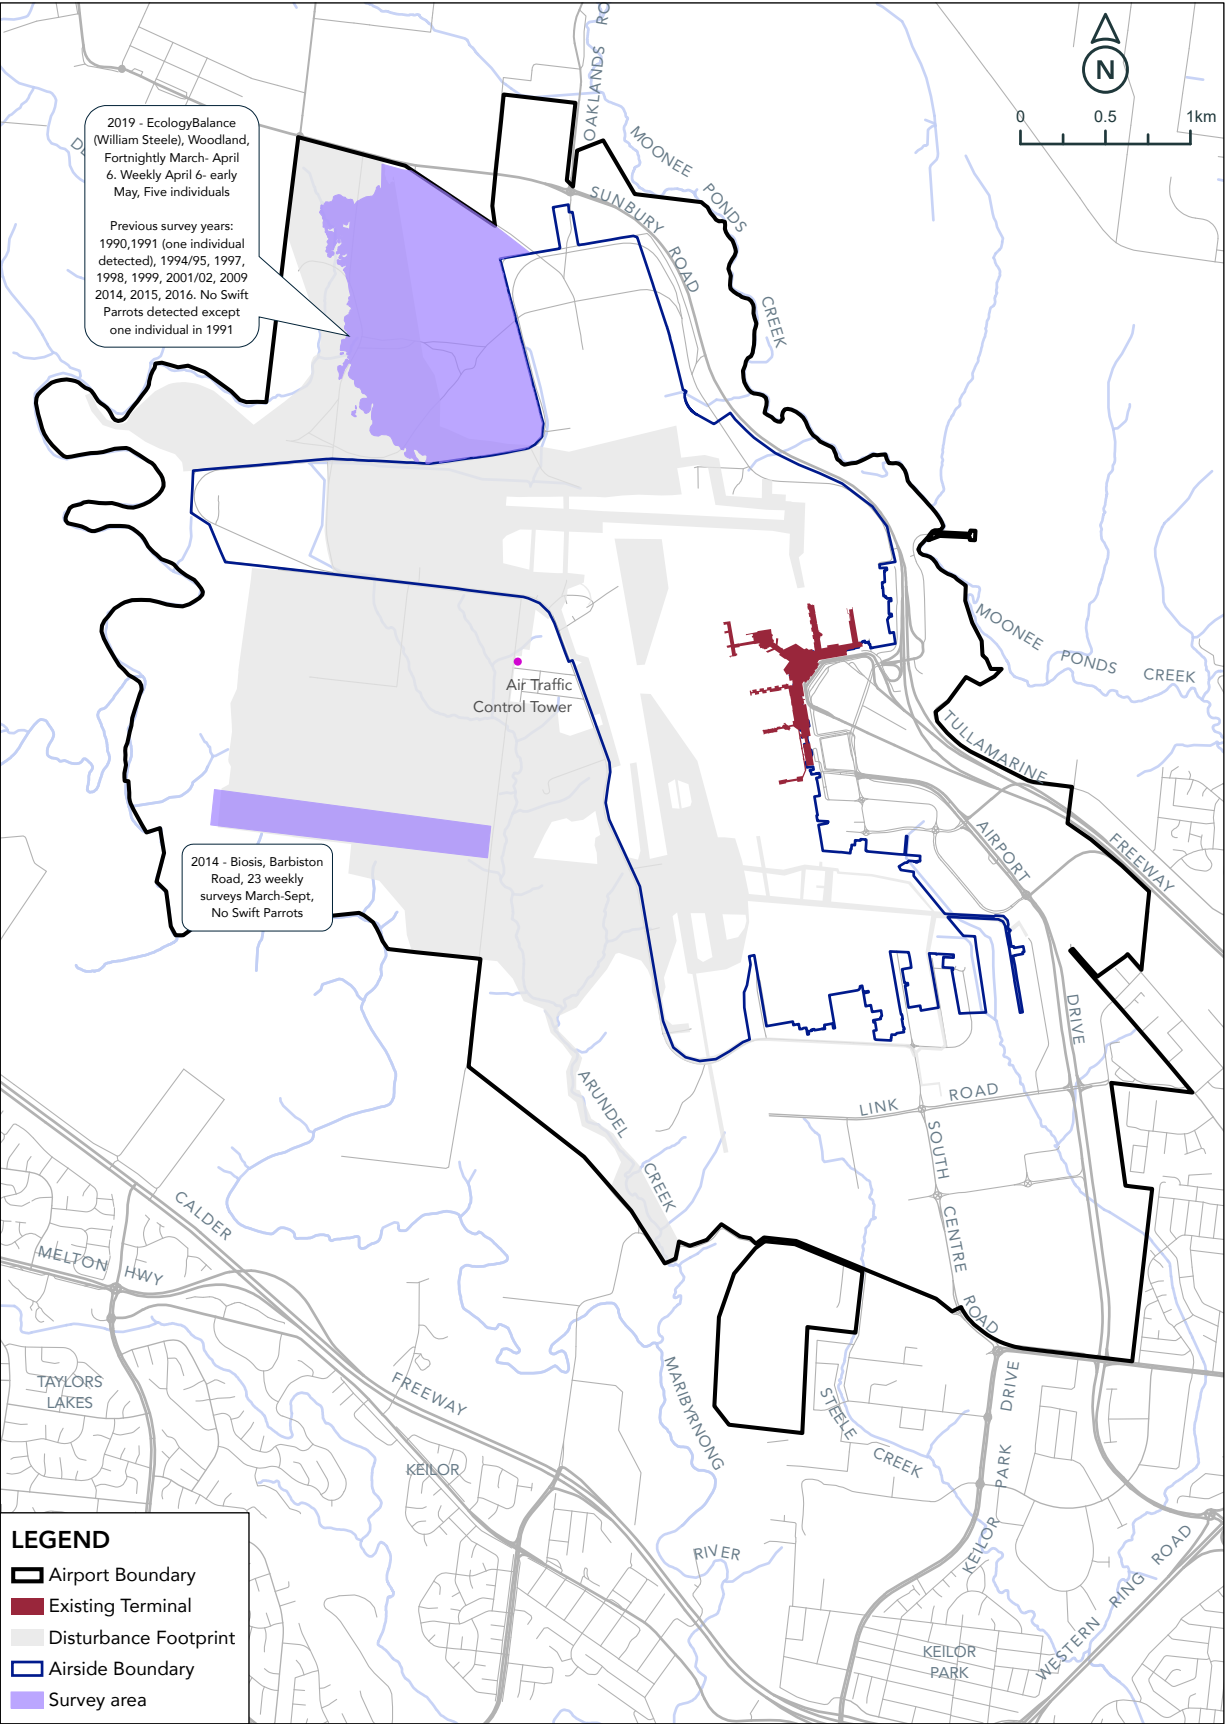 OAKLANDS RO
N
0 0.5 1km
2019 - EcologyBalance
(William Steele), Woodland,
Fortnightly March- April
6. Weekly April 6- early
May, Five individuals
Previous survey years:
1990,1991 (one individual
detected), 1994/95, 1997,
1998, 1999, 2001/02, 2009
2014, 2015, 2016. No Swift
Parrots detected except
one individual in 1991
MOONEE PONDS
CREEK
SUNBURY ROAD
MOONEE PONDS CREEK
Air Traffic
Control Tower
TULLAMARINE
FREEWAY
AIRPORT
DRIVE
2014 - Biosis, Barbiston
Road, 23 weekly
surveys March-Sept,
No Swift Parrots
ARUNDEL
CREEK
LINK ROAD
SOUTH
CENTRE
ROAD
CALDER
FREEWAY
MELTON HWY
TAYLORS
LAKES
KEILOR
MARIBYRNONG
RIVER
STEELE
CREEK
KEILOR PARK DRIVE
WESTERN RING ROAD
KEILOR
PARK
LEGEND
Airport Boundary
Existing Terminal
Disturbance Footprint
Airside Boundary
Survey area